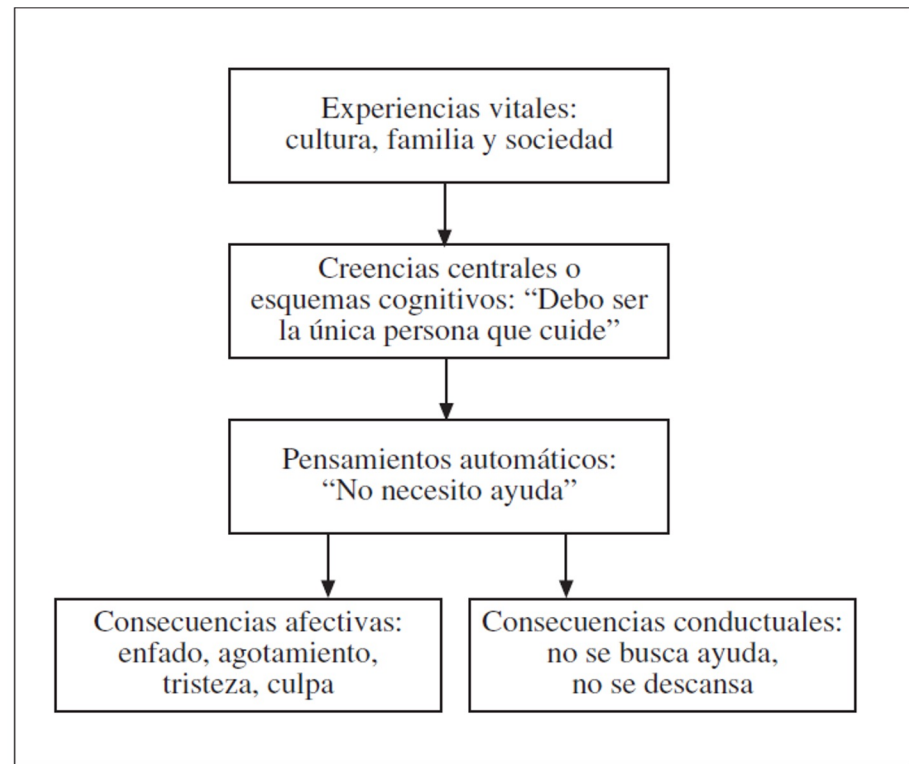 Experiencias vitales:
cultura, familia y sociedad
Creencias centrales o
esquemas cognitivos: “Debo ser
la única persona que cuide”
Pensamientos automáticos:
“No necesito ayuda”
Consecuencias afectivas:
enfado, agotamiento,
tristeza, culpa
Consecuencias conductuales:
no se busca ayuda,
no se descansa